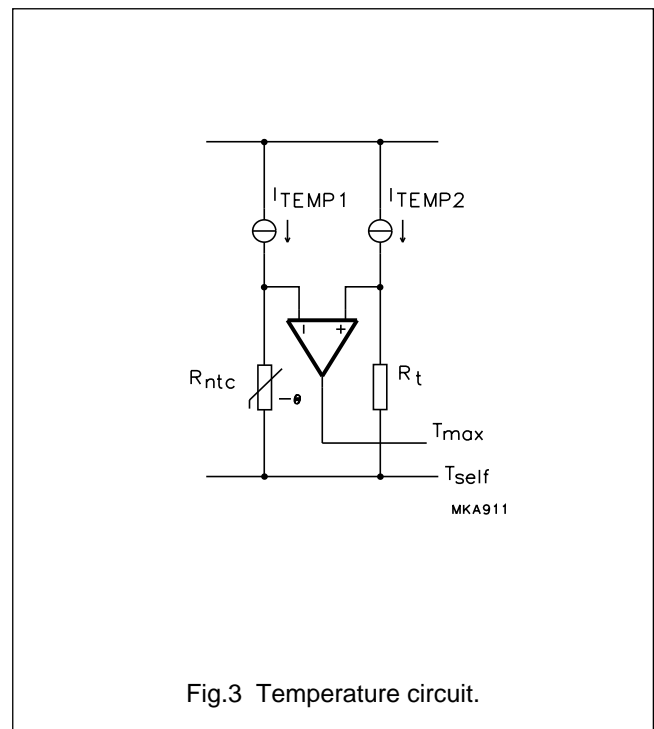 ITEMP1 ITEMP2
− +
Rntc −θ Rt
Tmax
Tself
MKA911
Fig.3 Temperature circuit.